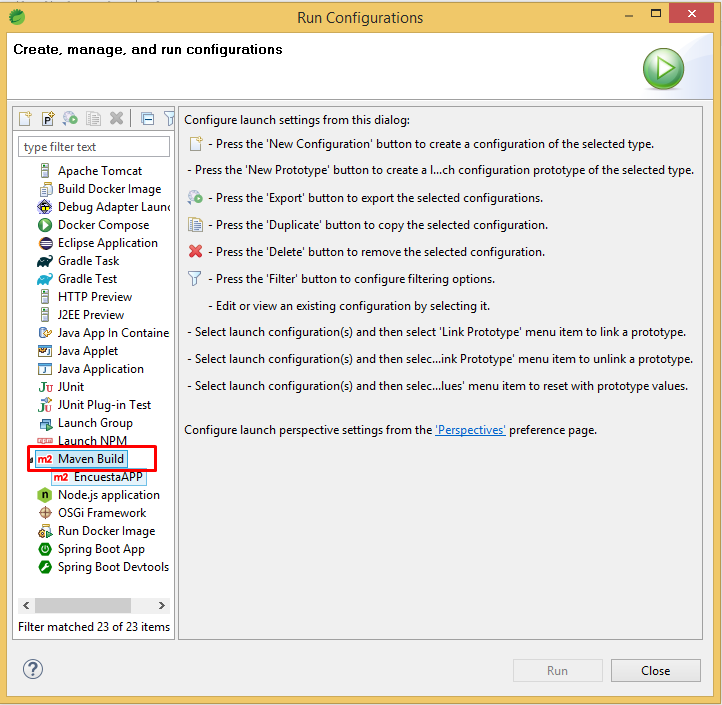 Run Configurations
Create, manage, and run configurations
type filter text
Apache Tomcat
Build Docker Image
Debug Adapter Laun
Docker Compose
Eclipse Application
Gradle Task
Gradle Test
HTTP Preview
J2EE Preview
Java App In Containe
Java Applet
Java Application
Ju JUnit
JUnit Plug-in Test
Launch Group
Launch NPM
m2 Maven Build
m2 EncuestaAPP
Node.js application
OSGi Framework
Run Docker Image
Spring Boot App
Spring Boot Devtools
Filter matched 23 of 23 items
Configure launch settings from this dialog:
- Press the 'New Configuration' button to create a configuration of the selected type.
- Press the 'New Prototype' button to create a l...ch configuration prototype of the selected type.
- Press the 'Export' button to export the selected configurations.
- Press the 'Duplicate' button to copy the selected configuration.
- Press the 'Delete' button to remove the selected configuration.
- Press the 'Filter' button to configure filtering options.
- Edit or view an existing configuration by selecting it.
- Select launch configuration(s) and then select 'Link Prototype' menu item to link a prototype.
- Select launch configuration(s) and then selec...ink Prototype' menu item to unlink a prototype.
- Select launch configuration(s) and then selec...lues' menu item to reset with prototype values.
Configure launch perspective settings from the 'Perspectives' preference page.
Run
Close